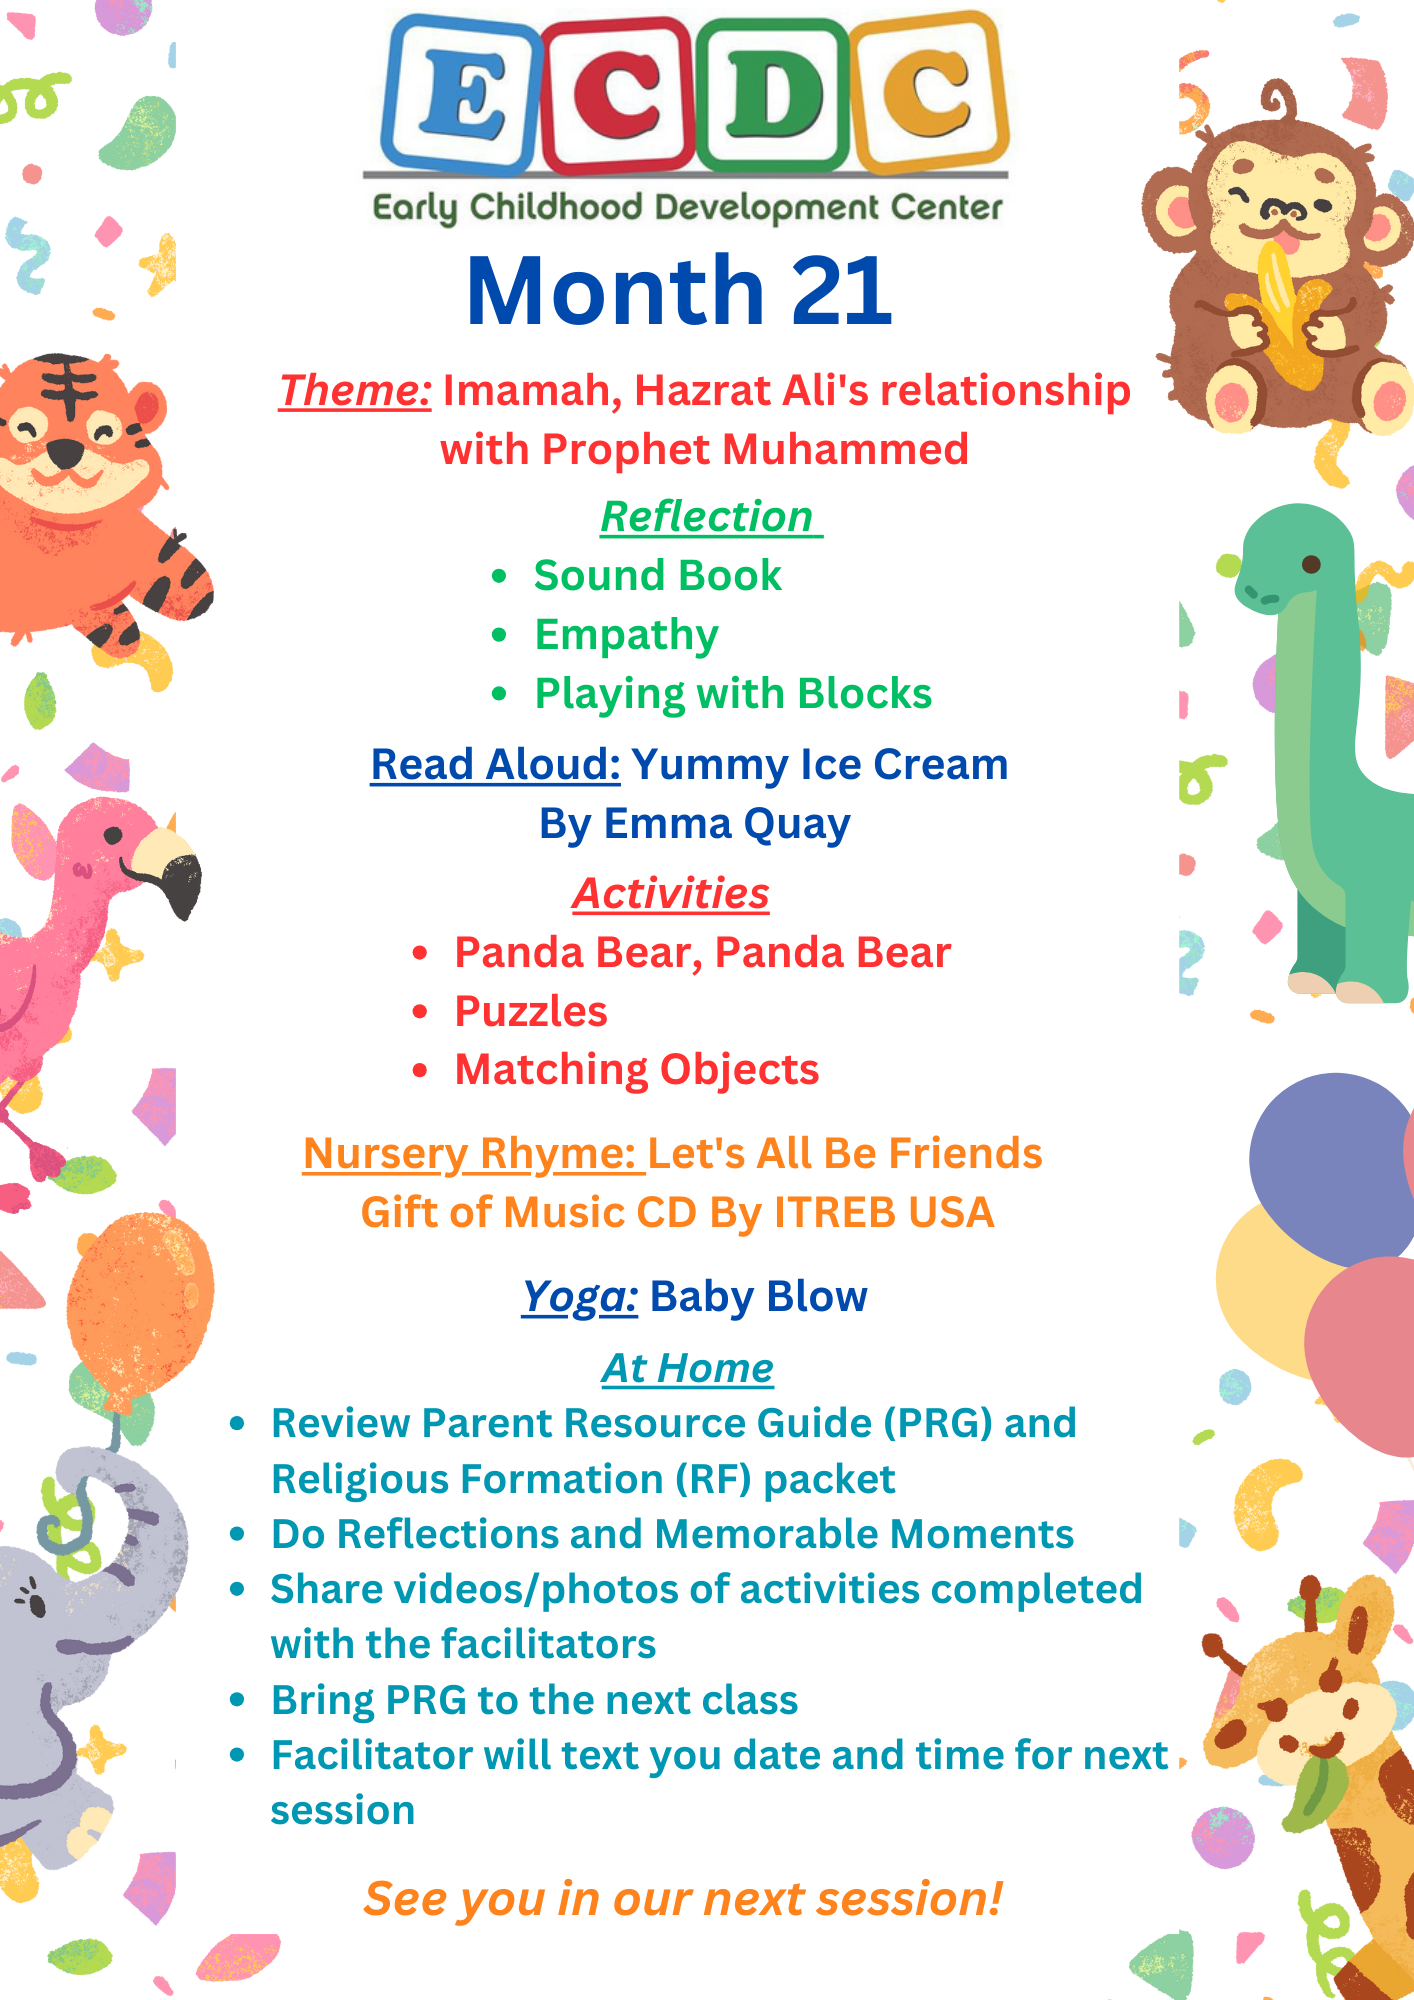 E C D C
Early Childhood Development Center
Month 21
Theme: Imamah, Hazrat Ali's relationship
with Prophet Muhammed
Reflection
• Sound Book
• Empathy
• Playing with Blocks
Read Aloud: Yummy Ice Cream
By Emma Quay
Activities
• Panda Bear, Panda Bear
• Puzzles
• Matching Objects
Nursery Rhyme: Let's All Be Friends
Gift of Music CD By ITREB USA
Yoga: Baby Blow
At Home
• Review Parent Resource Guide (PRG) and
Religious Formation (RF) packet
• Do Reflections and Memorable Moments
• Share videos/photos of activities completed
with the facilitators
• Bring PRG to the next class
• Facilitator will text you date and time for next
session
See you in our next session!